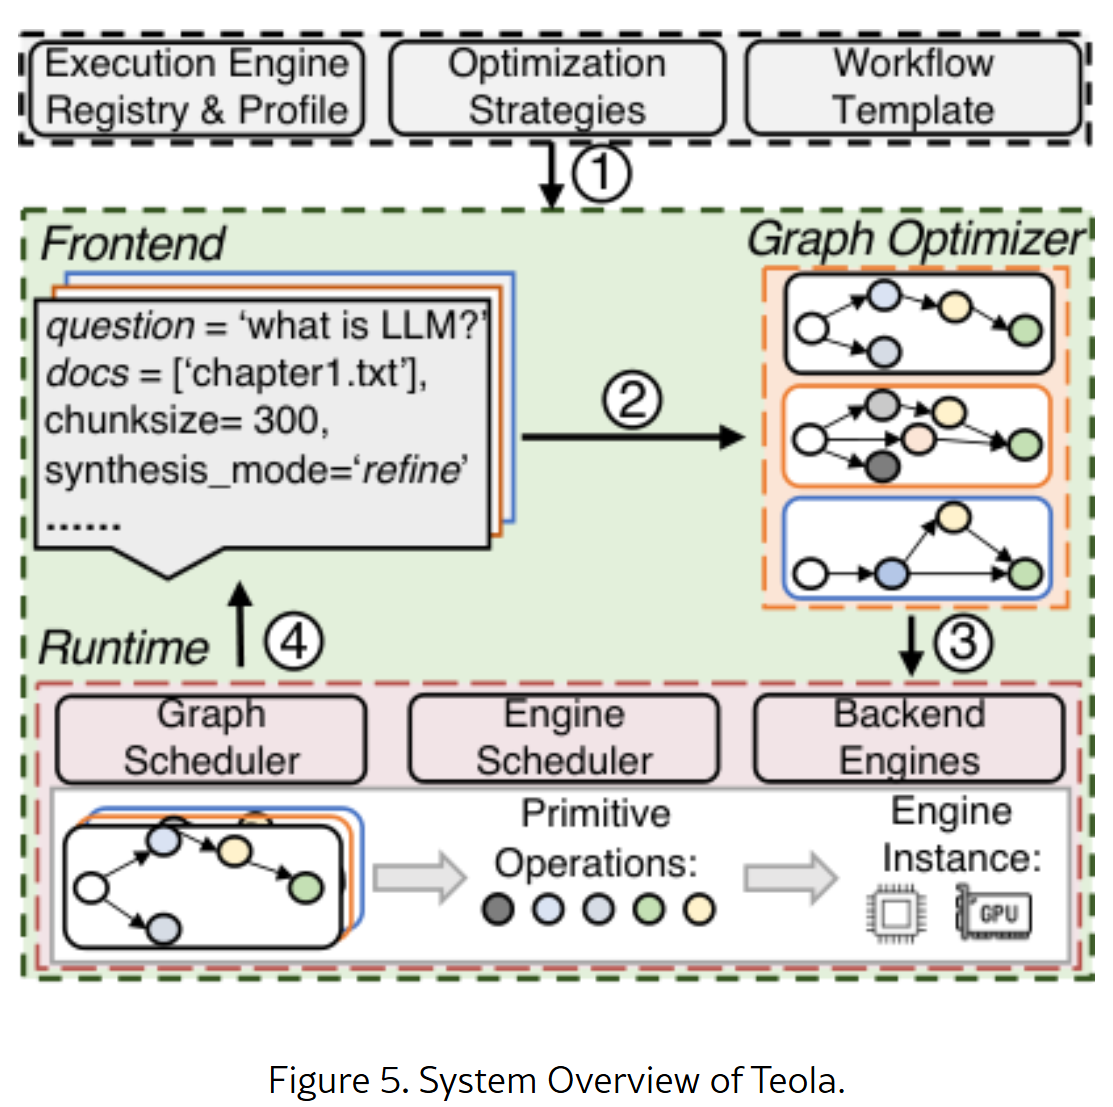 Execution Engine
Registry & Profile
Optimization
Strategies
Workflow
Template
①
Frontend
Graph Optimizer
question = ‘what is LLM?’
docs = [‘chapter1.txt’],
chunksize= 300,
synthesis_mode=‘refine’
......
②
Runtime
④
③
Graph
Scheduler
Engine
Scheduler
Backend
Engines
Primitive
Operations:
Engine
Instance:
GPU
Figure 5. System Overview of Teola.